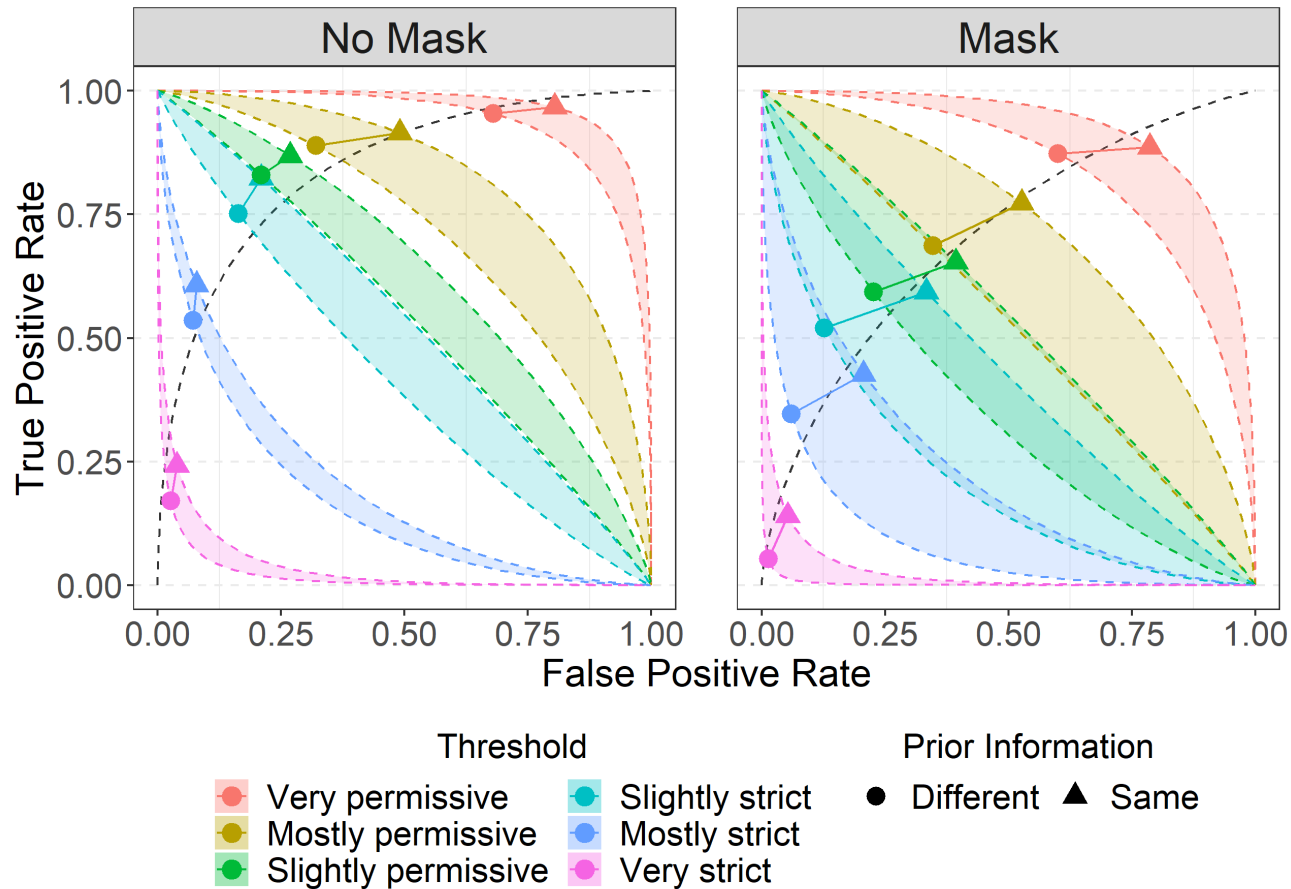 No Mask
Mask
True Positive Rate
1.00
0.75
0.50
0.25
0.00
0.00 0.25 0.50 0.75 1.00
0.00 0.25 0.50 0.75 1.00
False Positive Rate
Threshold
Very permissive
Mostly permissive
Slightly permissive
Slightly strict
Mostly strict
Very strict
Prior Information
Different
Same